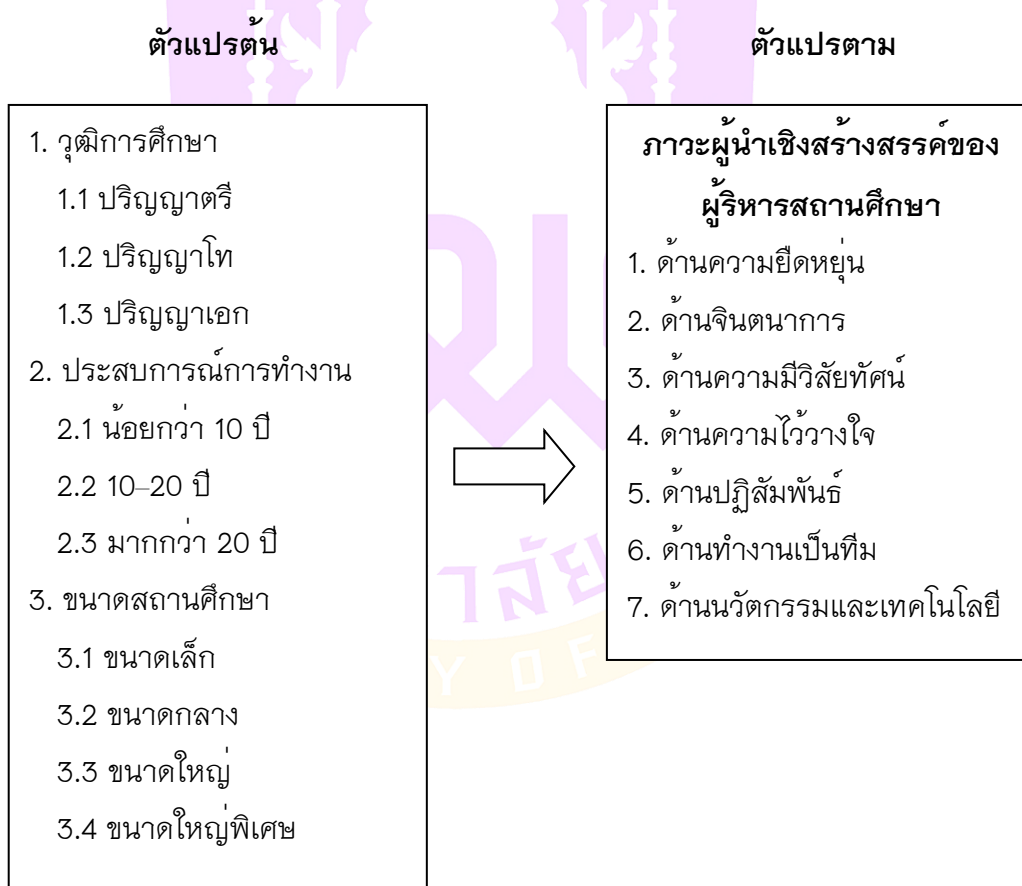 ตัวแปรต้น
ตัวแปรตาม
1. วุฒิการศึกษา
1.1 ปริญญาตรี
1.2 ปริญญาโท
1.3 ปริญญาเอก
2. ประสบการณ์การทำงาน
2.1 น้อยกว่า 10 ปี
2.2 10–20 ปี
2.3 มากกว่า 20 ปี
3. ขนาดสถานศึกษา
3.1 ขนาดเล็ก
3.2 ขนาดกลาง
3.3 ขนาดใหญ่
3.4 ขนาดใหญ่พิเศษ
ภาวะผู้นำเชิงสร้างสรรค์ของ
ผู้ริหารสถานศึกษา
1. ด้านความยืดหยุ่น
2. ด้านจินตนาการ
3. ด้านความมีวิสัยทัศน์
4. ด้านความไว้วางใจ
5. ด้านปฏิสัมพันธ์
6. ด้านทำงานเป็นทีม
7. ด้านนวัตกรรมและเทคโนโลยี